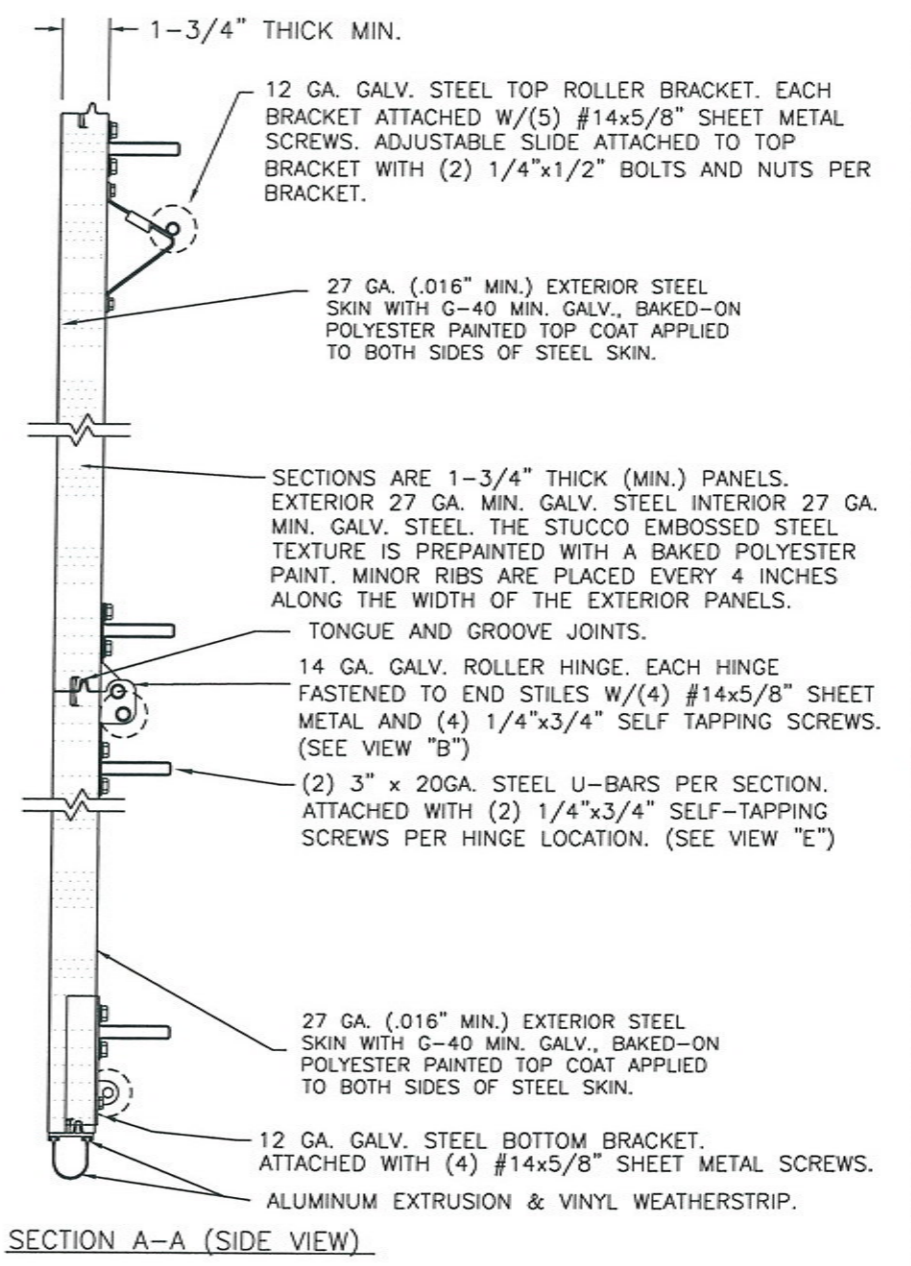 1-3/4" THICK MIN.
12 GA. GALV. STEEL TOP ROLLER BRACKET. EACH
BRACKET ATTACHED W/(5) #14x5/8" SHEET METAL
SCREWS. ADJUSTABLE SLIDE ATTACHED TO TOP
BRACKET WITH (2) 1/4"x1/2" BOLTS AND NUTS PER
BRACKET.
27 GA. (.016" MIN.) EXTERIOR STEEL
SKIN WITH G-40 MIN. GALV., BAKED-ON
POLYESTER PAINTED TOP COAT APPLIED
TO BOTH SIDES OF STEEL SKIN.
SECTIONS ARE 1-3/4" THICK (MIN.) PANELS.
EXTERIOR 27 GA. MIN. GALV. STEEL INTERIOR 27 GA.
MIN. GALV. STEEL. THE STUCCO EMBOSSED STEEL
TEXTURE IS PREPAINTED WITH A BAKED POLYESTER
PAINT. MINOR RIBS ARE PLACED EVERY 4 INCHES
ALONG THE WIDTH OF THE EXTERIOR PANELS.
TONGUE AND GROOVE JOINTS.
14 GA. GALV. ROLLER HINGE. EACH HINGE
FASTENED TO END STILES W/(4) #14x5/8" SHEET
METAL AND (4) 1/4"x3/4" SELF TAPPING SCREWS.
(SEE VIEW "B")
(2) 3" x 20GA. STEEL U-BARS PER SECTION.
ATTACHED WITH (2) 1/4"x3/4" SELF-TAPPING
SCREWS PER HINGE LOCATION. (SEE VIEW "E")
27 GA. (.016" MIN.) EXTERIOR STEEL
SKIN WITH G-40 MIN. GALV., BAKED-ON
POLYESTER PAINTED TOP COAT APPLIED
TO BOTH SIDES OF STEEL SKIN.
12 GA. GALV. STEEL BOTTOM BRACKET.
ATTACHED WITH (4) #14x5/8" SHEET METAL SCREWS.
ALUMINUM EXTRUSION & VINYL WEATHERSTRIP.
SECTION A-A (SIDE VIEW)